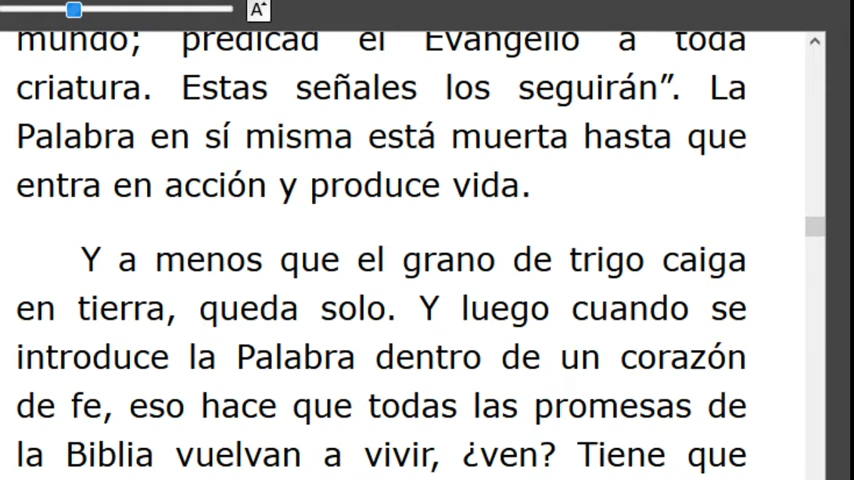 A
mundo; predicad el Evangelio a toda
criatura. Estas señales los seguirán”. La
Palabra en sí misma está muerta hasta que
entra en acción y produce vida.
Y a menos que el grano de trigo caiga
en tierra, queda solo. Y luego cuando se
introduce la Palabra dentro de un corazón
de fe, eso hace que todas las promesas de
la Biblia vuelvan a vivir, ¿ven? Tiene que